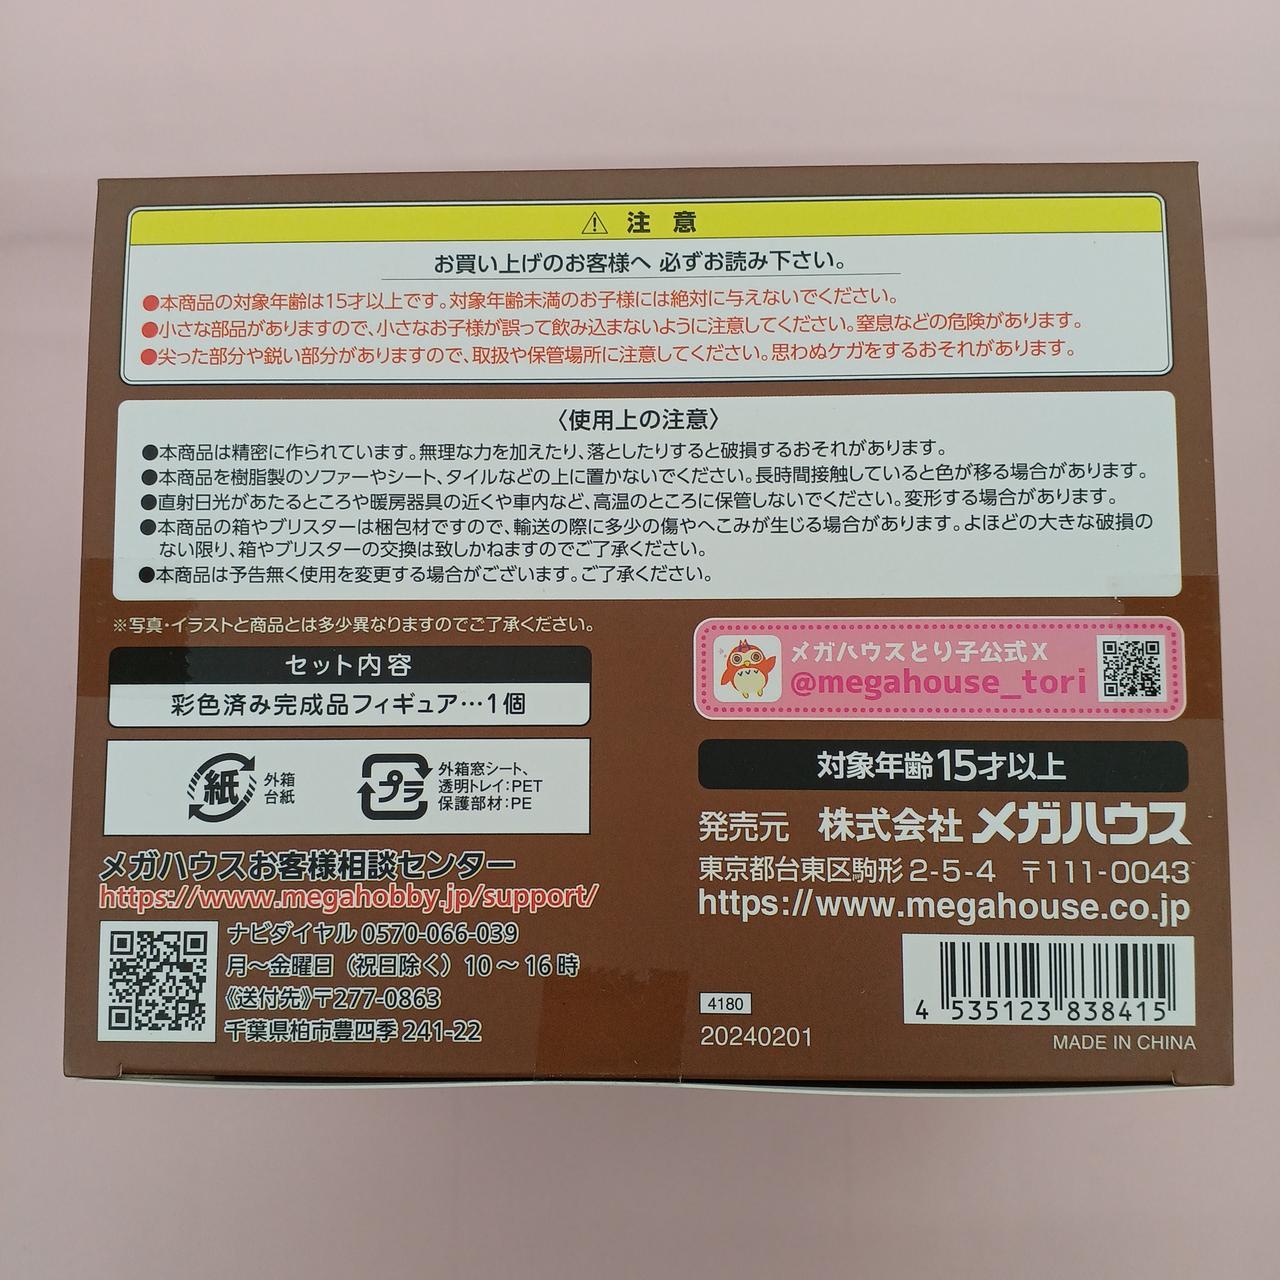 ⚠ 注意
お買い上げのお客様へ 必ずお読み下さい。
●本商品の対象年齢は15才以上です。対象年齢未満のお子様には絶対に与えないでください。
●小さな部品がありますので、小さなお子様が誤って飲み込まないように注意してください。窒息などの危険があります。
●尖った部分や鋭い部分がありますので、取扱や保管場所に注意してください。思わぬケガをするおそれがあります。
〈使用上の注意〉
●本商品は精密に作られています。無理な力を加えたり、落としたりすると破損するおそれがあります。
●本商品を樹脂製のソファーやシート、タイルなどの上に置かないでください。長時間接触していると色が移る場合があります。
●直射日光があたるところや暖房器具の近くや車内など、高温のところに保管しないでください。変形する場合があります。
●本商品の箱やブリスターは梱包材ですので、輸送の際に多少の傷やへこみが生じる場合があります。よほどの大きな破損の
ない限り、箱やブリスターの交換は致しかねますのでご了承ください。
●本商品は予告無く使用を変更する場合がございます。ご了承ください。
※写真・イラストと商品とは多少異なりますのでご了承ください。
セット内容
彩色済み完成品フィギュア…1個
紙
外箱
台紙
プラ
外箱窓シート、
透明トレイ:PET
保護部材:PE
メガハウスお客様相談センター
https://www.megahobby.jp/support/
ナビダイヤル 0570-066-039
月～金曜日（祝日除く）10～16時
《送付先》〒277-0863
千葉県柏市豊四季 241-22
メガハウスとり子公式X
@megahouse_tori
対象年齢15才以上
発売元 株式会社 メガハウス
東京都台東区駒形 2-5-4 〒111-0043
https://www.megahouse.co.jp
4180
20240201
4 535123 838415
MADE IN CHINA